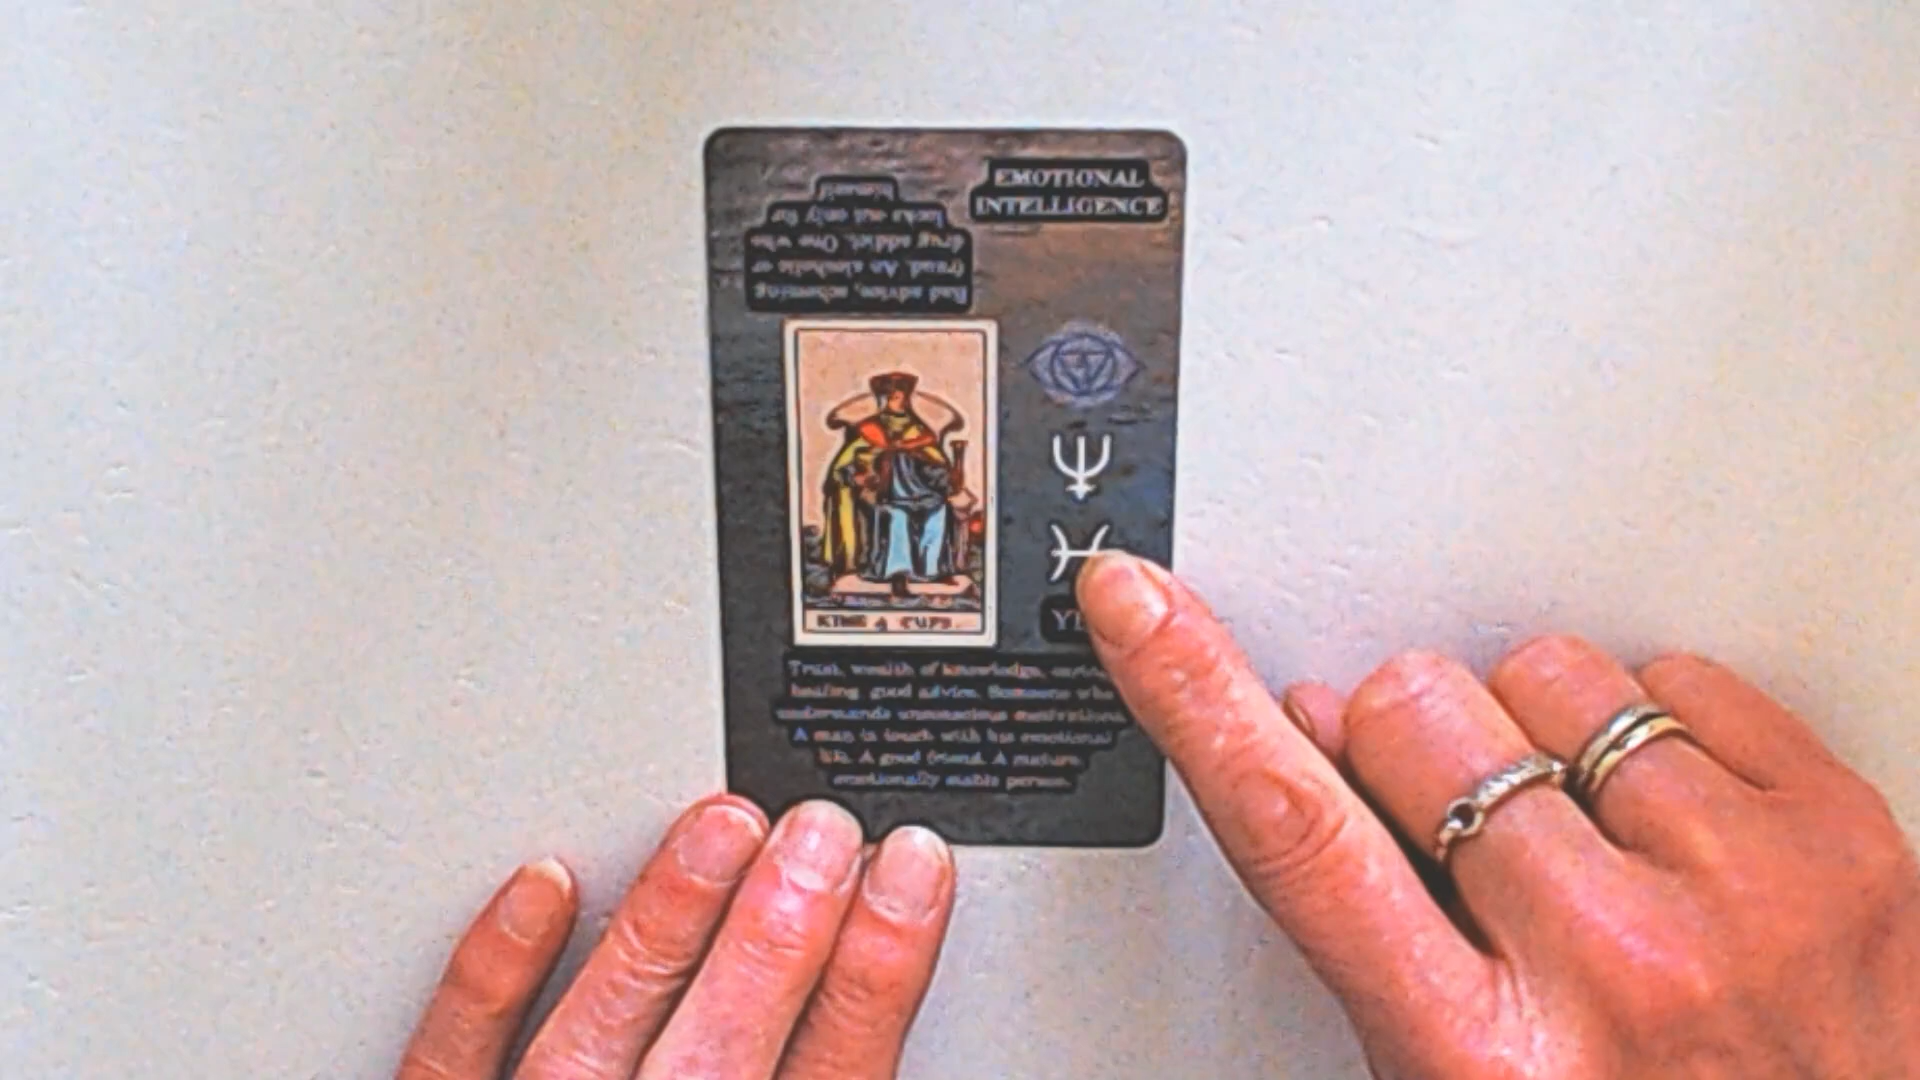 EMOTIONAL
INTELLIGENCE
Bad advice, scheming
fraud. An alcoholic or
drug addict. One who
looks out only for
himself
KING of CUPS.
Trust, wealth of knowledge,
healing good advice. Someone who
understands unconscious motivations.
A man in touch with his emotional
life. A good friend. A mature,
emotionally stable person.